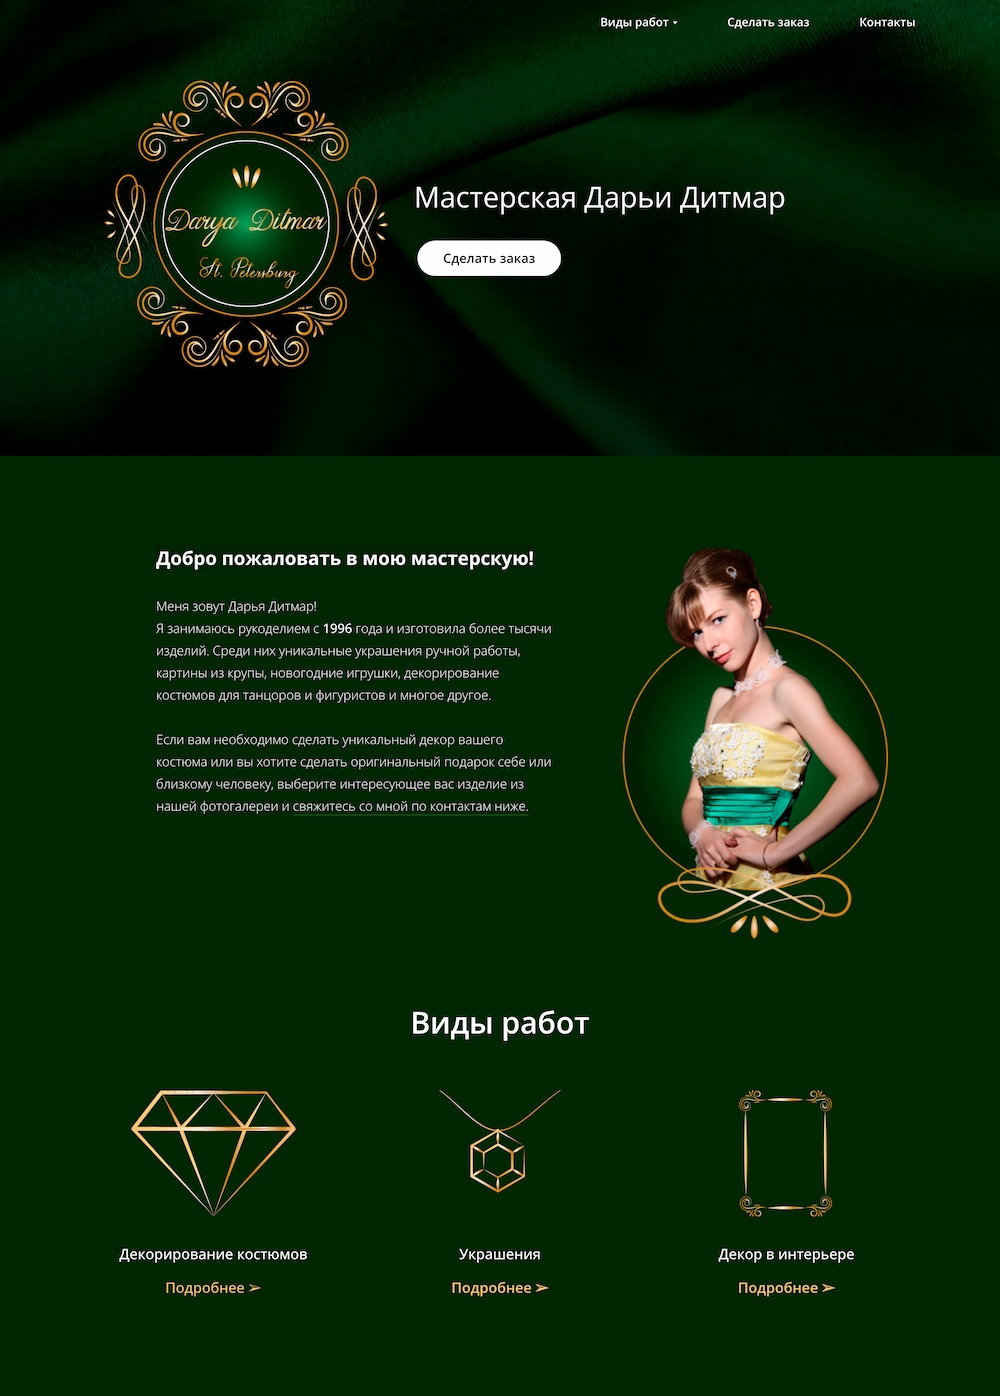 Виды работ
Сделать заказ
Контакты
Darya Ditmar
St. Petersburg
Мастерская Дарьи Дитмар
Сделать заказ
Добро пожаловать в мою мастерскую!
Меня зовут Дарья Дитмар!
Я занимаюсь рукоделием с 1996 года и изготовила более тысячи
изделий. Среди них уникальные украшения ручной работы,
картины из крупы, новогодние игрушки, декорирование
костюмов для танцоров и фигуристов и многое другое.
Если вам необходимо сделать уникальный декор вашего
костюма или вы хотите сделать оригинальный подарок себе или
близкому человеку, выберите интересующее вас изделие из
нашей фотогалереи и свяжитесь со мной по контактам ниже.
Виды работ
Декорирование костюмов
Подробнее ➢
Украшения
Подробнее ➢
Декор в интерьере
Подробнее ➢